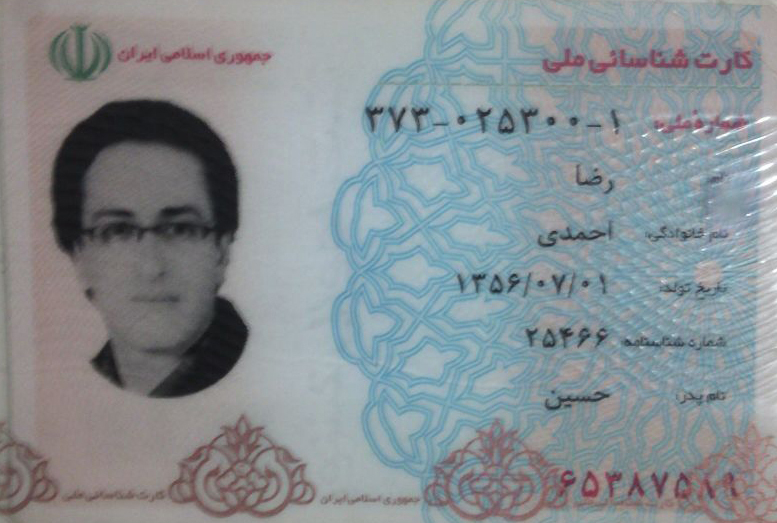 کارت شناسائی ملی
جمهوری اسلامی ایران
شماره ملی: ۳۷۳-۰۲۵۳۰۰-۱
نام: رضا
نام خانوادگی: احمدی
تاریخ تولد: ۱۳۵۶/۰۷/۰۱
شماره شناسنامه: ۲۵۴۶۶
نام پدر: حسین
۶۵۳۸۷۵۱۹
جمهوری اسلامی ایران
کارت شناسائی ملی